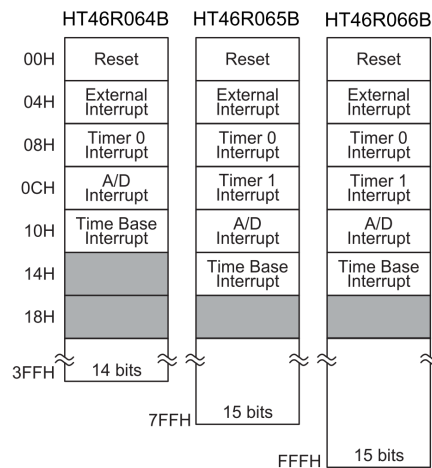 HT46R064B HT46R065B HT46R066B
00H Reset Reset Reset
04H External Interrupt External Interrupt External Interrupt
08H Timer 0 Interrupt Timer 0 Interrupt Timer 0 Interrupt
0CH A/D Interrupt Timer 1 Interrupt Timer 1 Interrupt
10H Time Base Interrupt A/D Interrupt A/D Interrupt
14H Time Base Interrupt Time Base Interrupt
18H
3FFH 14 bits
7FFH 15 bits
FFFH 15 bits